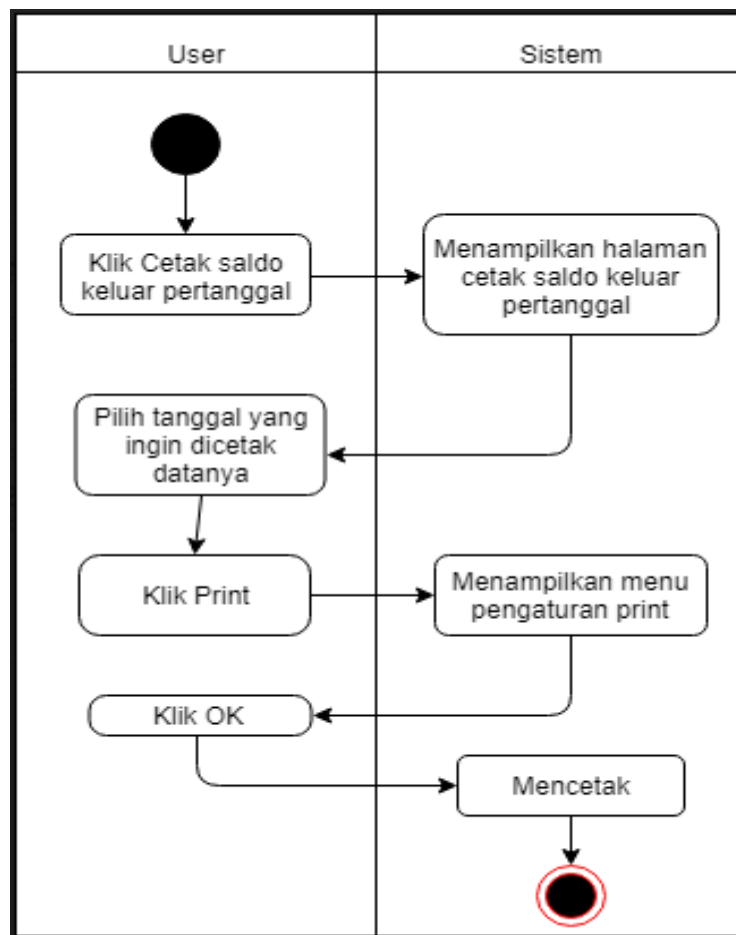 User
Sistem
Klik Cetak saldo
keluar pertanggal
Menampilkan halaman
cetak saldo keluar
pertanggal
Pilih tanggal yang
ingin dicetak
datanya
Klik Print
Menampilkan menu
pengaturan print
Klik OK
Mencetak